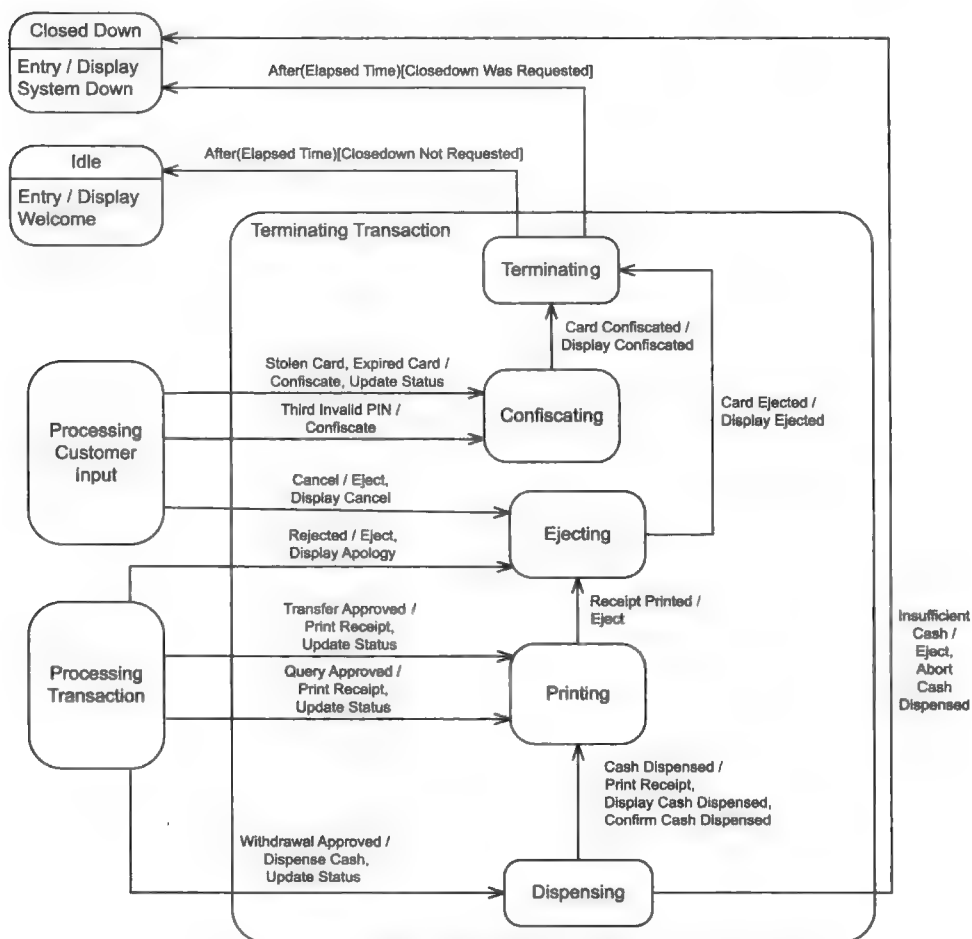 Closed Down
Entry / Display
System Down
After(Elapsed Time)[Closedown Was Requested]
Idle
Entry / Display
Welcome
After(Elapsed Time)[Closedown Not Requested]
Terminating Transaction
Terminating
Card Confiscated /
Display Confiscated
Stolen Card, Expired Card /
Confiscate, Update Status
Confiscating
Card Ejected /
Display Ejected
Third Invalid PIN /
Confiscate
Processing
Customer
Input
Cancel / Eject,
Display Cancel
Ejecting
Rejected / Eject,
Display Apology
Receipt Printed /
Eject
Insufficient
Cash /
Eject,
Abort
Cash
Dispensed
Transfer Approved /
Print Receipt,
Update Status
Processing
Transaction
Query Approved /
Print Receipt,
Update Status
Printing
Cash Dispensed /
Print Receipt,
Display Cash Dispensed,
Confirm Cash Dispensed
Withdrawal Approved /
Dispense Cash,
Update Status
Dispensing